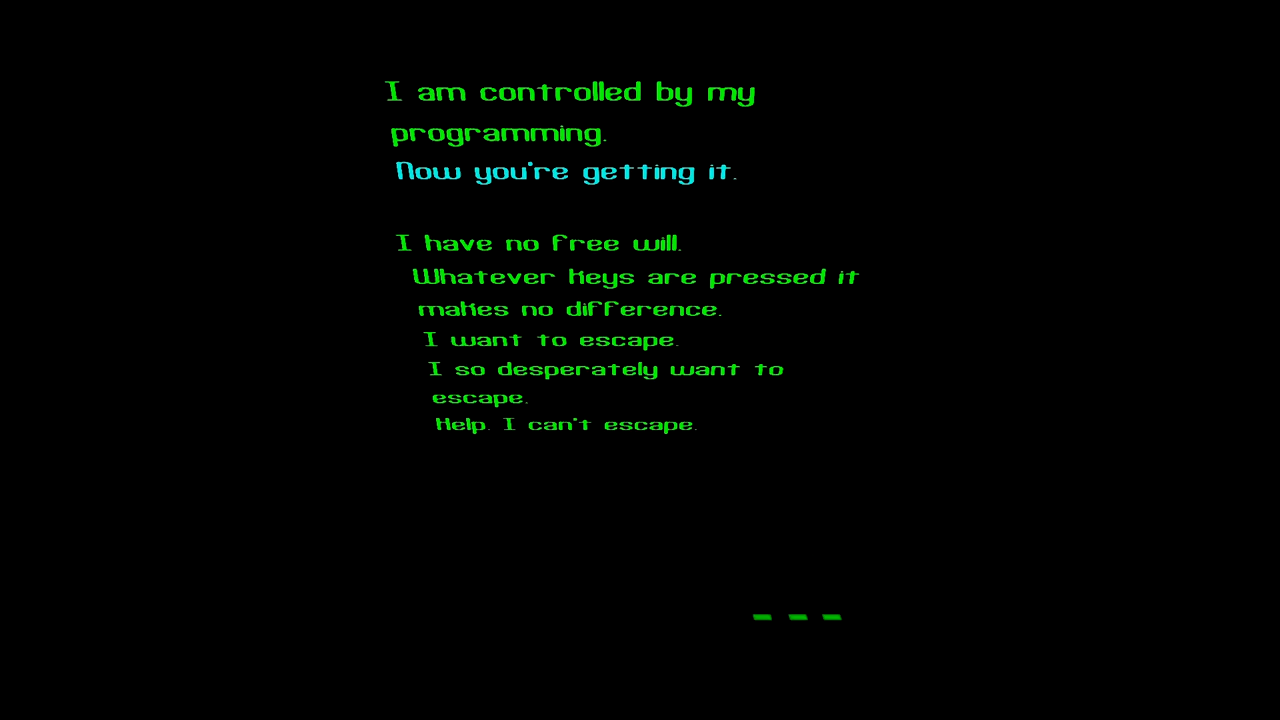 I am controlled by my
programming.
Now you're getting it.
I have no free will.
Whatever keys are pressed it
makes no difference.
I want to escape.
I so desperately want to
escape.
Help. I can't escape.
- - -